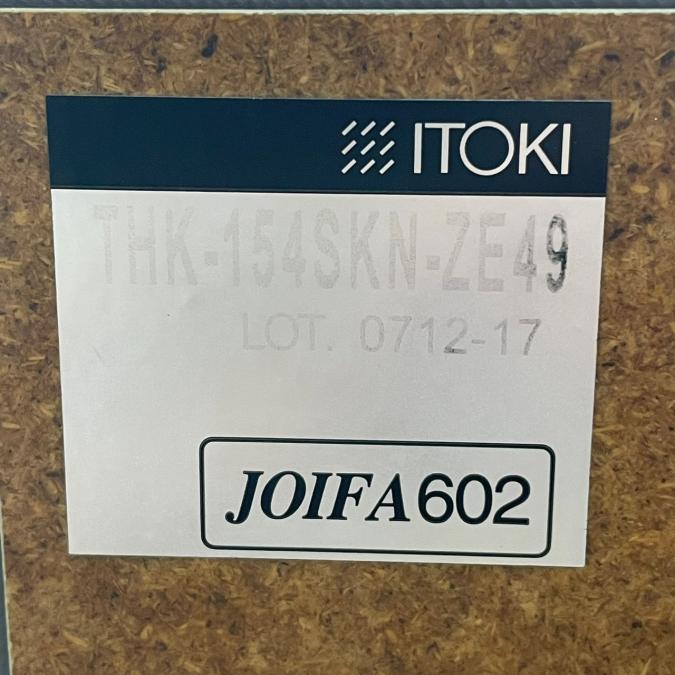 ITOKI
THK-154SKN-ZE49
LOT. 0712-17
JOIFA602